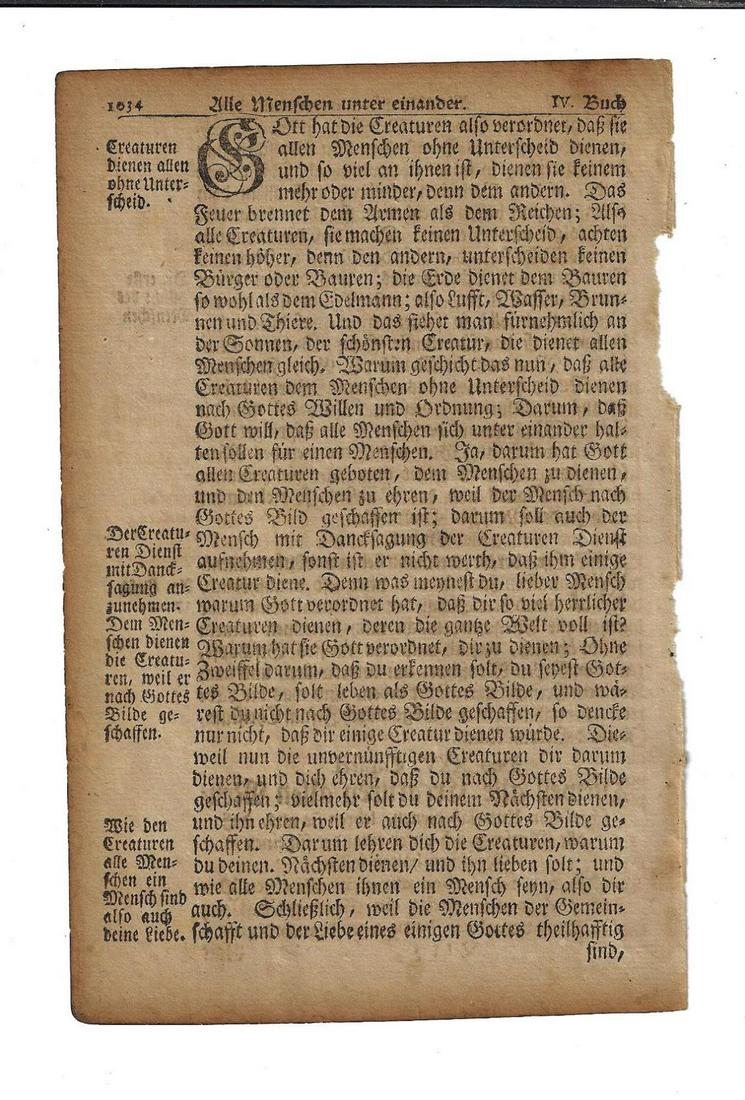 1034 Alle Menschen unter einander. IV. Buch
Creaturen
dienen allen
ohne Unter-
scheid.
GOtt hat die Creaturen also verordnet, daß sie
allen Menschen ohne Unterscheid dienen,
und so viel an ihnen ist, dienen sie keinem
mehr oder minder, denn dem andern. Das
Feuer brennet dem Armen als dem Reichen; Also
alle Creaturen, sie machen keinen Unterscheid, achten
keinen höher, denn den andern, unterscheiden keinen
Bürger oder Bauren; die Erde dienet dem Bauren
so wohl als dem Edelmann; also Lufft, Wasser, Brun-
nen und Thiere. Und das siehet man fürnehmlich an
der Sonnen, der schönsten Creatur, die dienet allen
Menschen gleich. Warum geschicht das nun, daß alle
Creaturen dem Menschen ohne Unterscheid dienen
nach Gottes Willen und Ordnung; Darum, daß
Gott will, daß alle Menschen sich unter einander hal-
ten sollen für einen Menschen. Ja, darum hat Gott
allen Creaturen geboten, dem Menschen zu dienen,
und den Menschen zu ehren, weil der Mensch nach
Gottes Bild geschaffen ist; darum soll auch der
Mensch mit Dancksagung der Creaturen Dienst
aufnehmen, sonst ist er nicht werth, daß ihm einige
Creatur diene. Denn was meynest du, lieber Mensch
warum Gott verordnet hat, daß dir so viel herrlicher
Creaturen dienen, deren die gantze Welt voll ist?
Warum hat sie Gott verordnet, dir zu dienen; Ohne
Zweiffel darum, daß du erkennen solt, du seyest Got-
tes Bilde, solt leben als Gottes Bilde, und wä-
rest du nicht nach Gottes Bilde geschaffen, so dencke
nur nicht, daß dir einige Creatur dienen würde. Die-
weil nun die unvernünfftigen Creaturen dir darum
dienen, und dich ehren, daß du nach Gottes Bilde
geschaffen; vielmehr solt du deinem Nächsten dienen,
und ihn ehren, weil er auch nach Gottes Bilde ge-
schaffen. Darum lehren dich die Creaturen, warum
du deinen. Nächsten dienen/ und ihn lieben solt; und
wie alle Menschen ihnen ein Mensch seyn, also dir
auch. Schließlich, weil die Menschen der Gemein-
schafft und der Liebe eines einigen Gottes theilhafftig
sind,
Der Creatu-
ren Dienst
mit Danck-
sagung an-
zunehmen.
Dem Men-
schen dienen
die Creatu-
ren, weil er
nach Gottes
Bilde ge-
schaffen.
Wie den
Creaturen
alle Men-
schen ein
Mensch sind
also auch
deine Liebe.